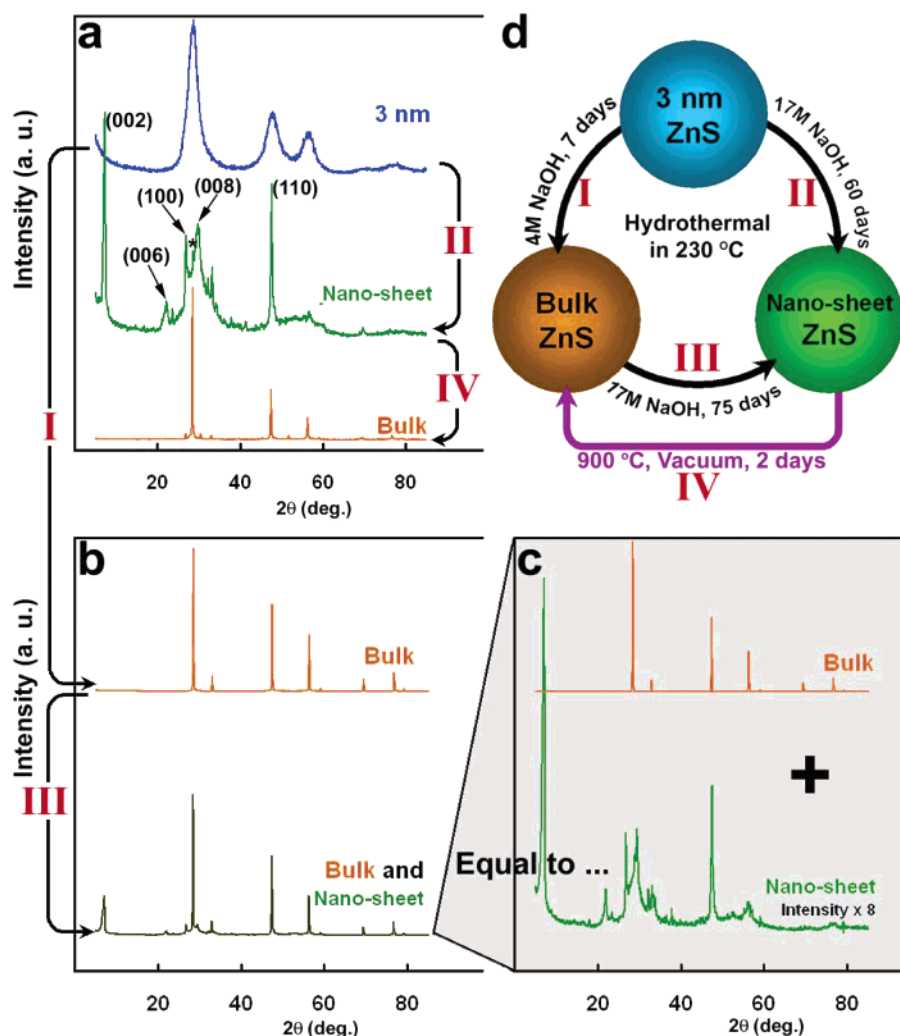 a
Intensity (a. u.)
3 nm
(002)
(100)
(008)
(110)
*
(006)
Nano-sheet
Bulk
II
IV
I
20
40
60
80
2θ (deg.)
d
3 nm
ZnS
4M NaOH, 7 days
17M NaOH, 60 days
I
II
Hydrothermal
in 230 °C
Bulk
ZnS
Nano-sheet
ZnS
III
17M NaOH, 75 days
900 °C, Vacuum, 2 days
IV
b
Intensity (a. u.)
Bulk
III
Bulk and
Nano-sheet
20
40
60
80
2θ (deg.)
c
Bulk
+
Equal to ...
Nano-sheet
Intensity x 8
20
40
60
80
2θ (deg.)